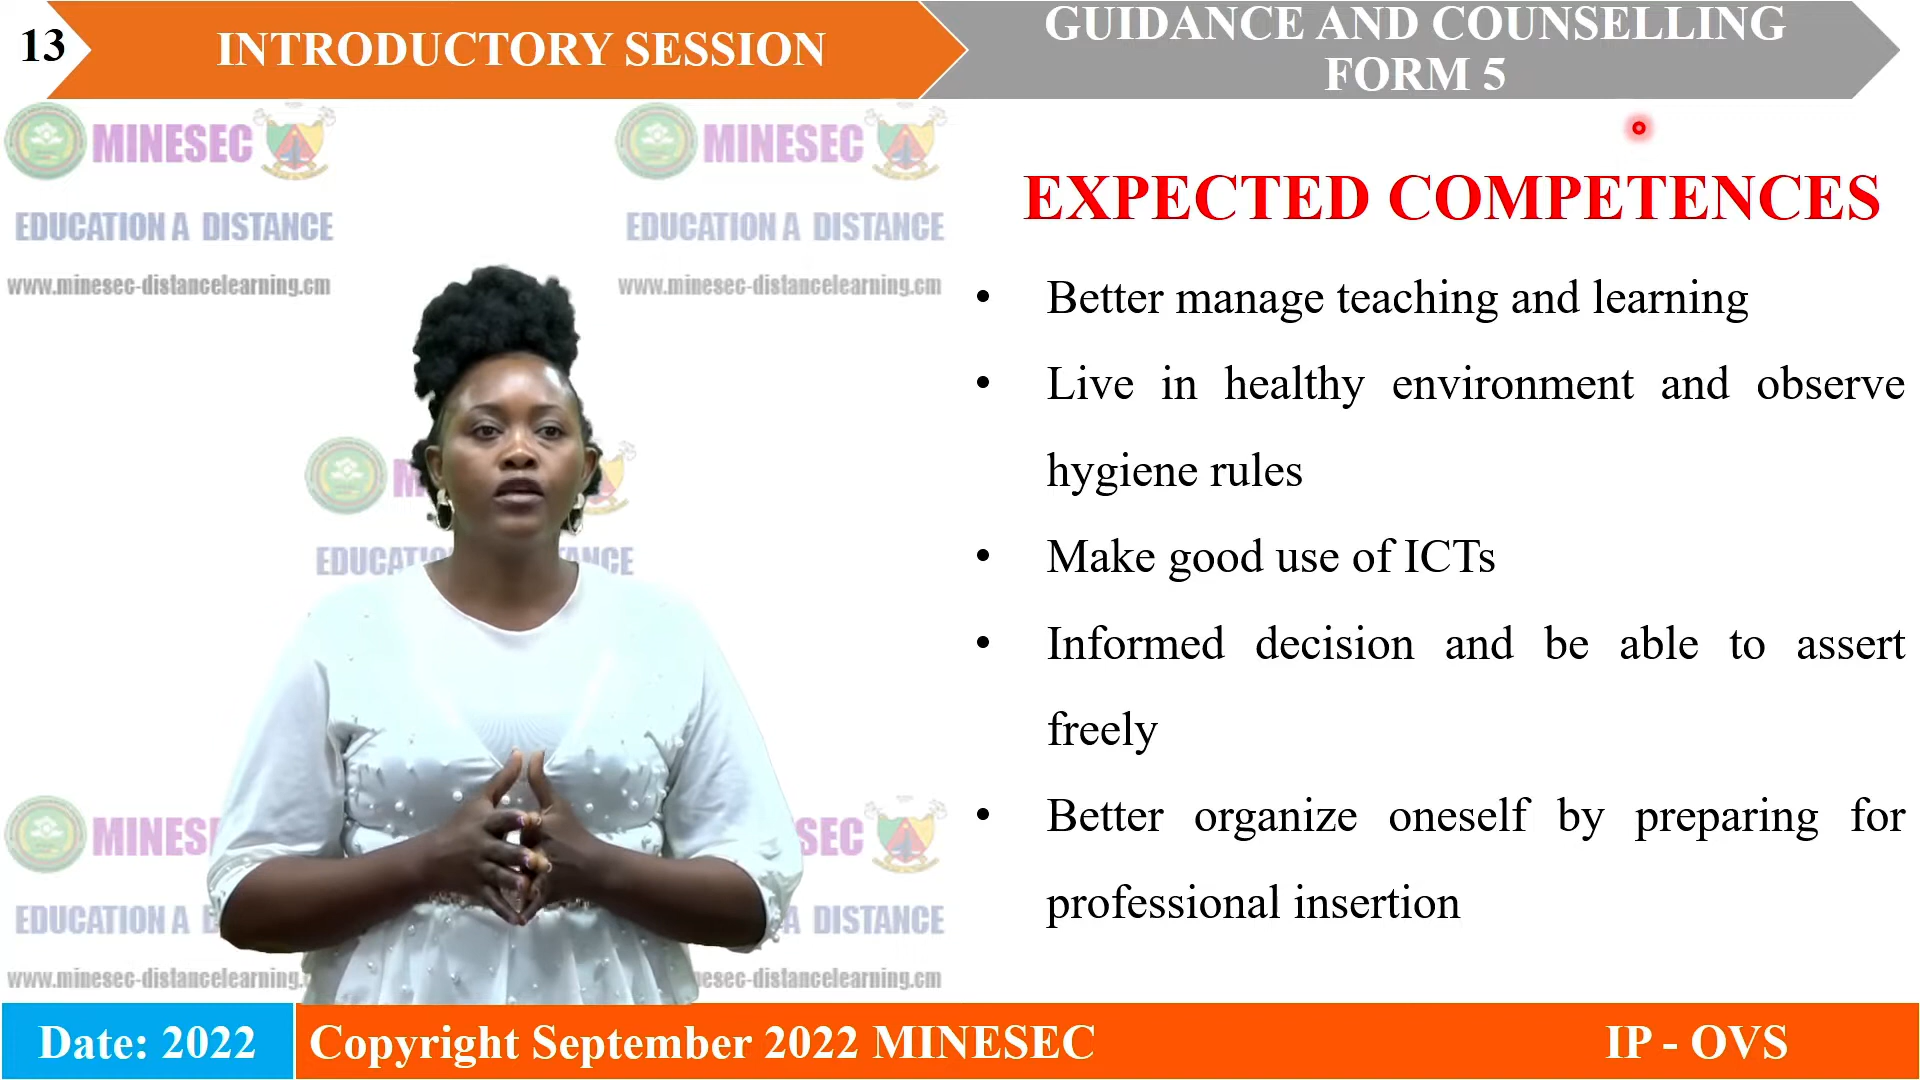 13
INTRODUCTORY SESSION
GUIDANCE AND COUNSELLING
FORM 5
MINESEC
EDUCATION A DISTANCE
www.minesec-distancelearning.cm
MINESEC
EDUCATION A DISTANCE
www.minesec-distancelearning.cm
EXPECTED COMPETENCES
• Better manage teaching and learning
• Live in healthy environment and observe
hygiene rules
• Make good use of ICTs
• Informed decision and be able to assert
freely
• Better organize oneself by preparing for
professional insertion
Date: 2022
Copyright September 2022 MINESEC
IP - OVS